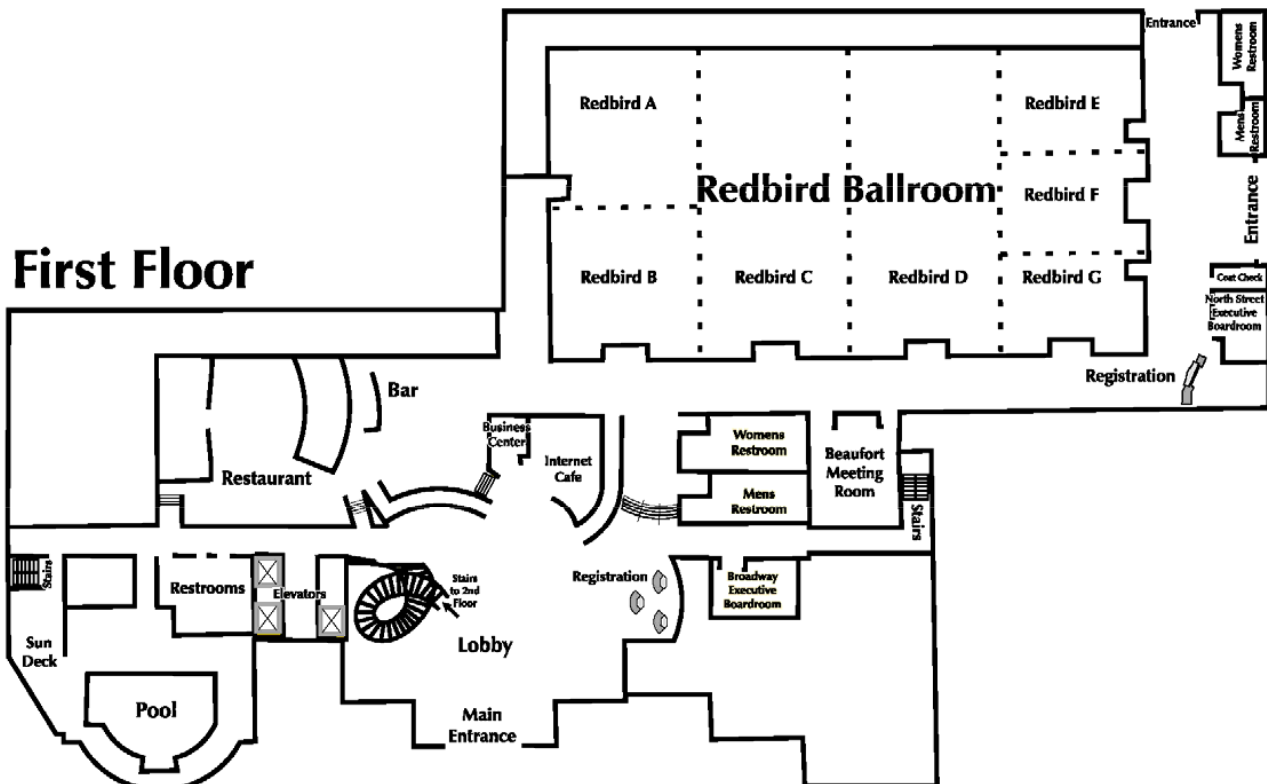 Entrance
Womens
Restroom
Mens
Restroom
Redbird A
Redbird E
Redbird Ballroom
Redbird F
Entrance
First Floor
Redbird B
Redbird C
Redbird D
Redbird G
Coat Check
North Street
Executive
Boardroom
Registration
Bar
Business
Center
Internet
Cafe
Womens
Restroom
Beaufort
Meeting
Room
Restaurant
Mens
Restroom
Stairs
Stairs
Restrooms
Elevators
Stairs
to 2nd
Floor
Registration
Broadway
Executive
Boardroom
Sun
Deck
Lobby
Pool
Main
Entrance